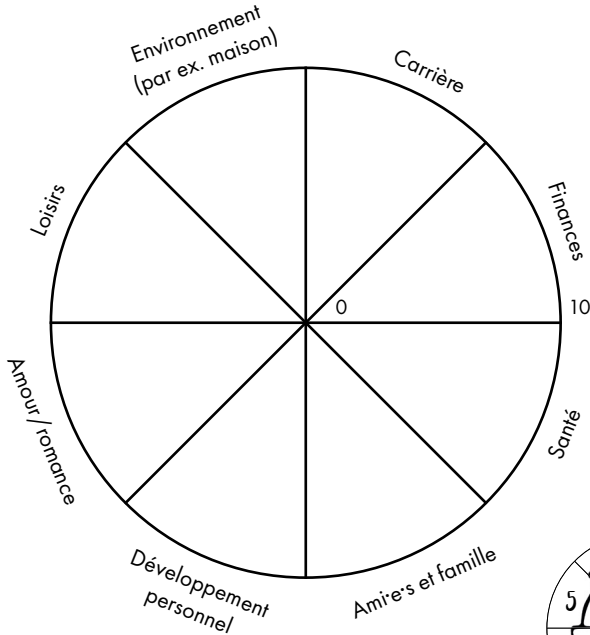 Environnement
(par ex. maison)
Carrière
Loisirs
Finances
0
10
Amour/romance
Santé
Développement
personnel
Ami·e·s et famille
5